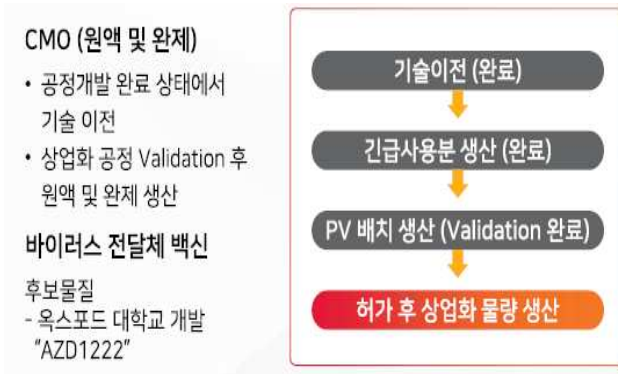 CMO (원액 및 완제)
• 공정개발 완료 상태에서
기술 이전
• 상업화 공정 Validation 후
원액 및 완제 생산
바이러스 전달체 백신
후보물질
- 옥스포드 대학교 개발
"AZD1222"
기술이전 (완료)
긴급사용분 생산 (완료)
PV 배치 생산 (Validation 완료)
허가 후 상업화 물량 생산